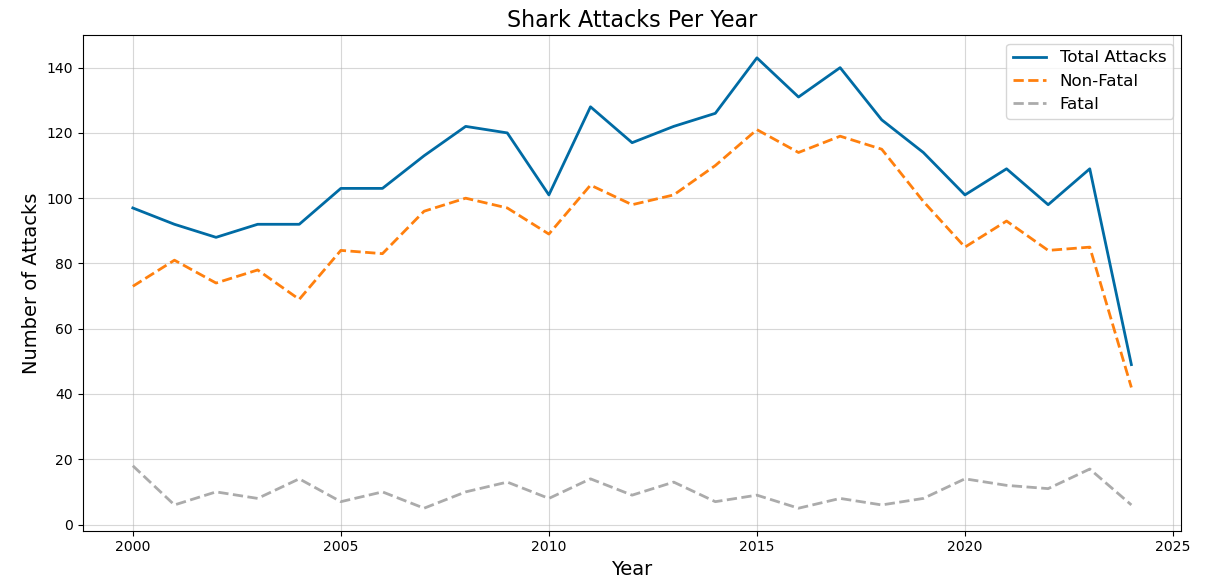 Shark Attacks Per Year
Total Attacks
Non-Fatal
Fatal
Number of Attacks
140
120
100
80
60
40
20
0
2000 2005 2010 2015 2020 2025
Year